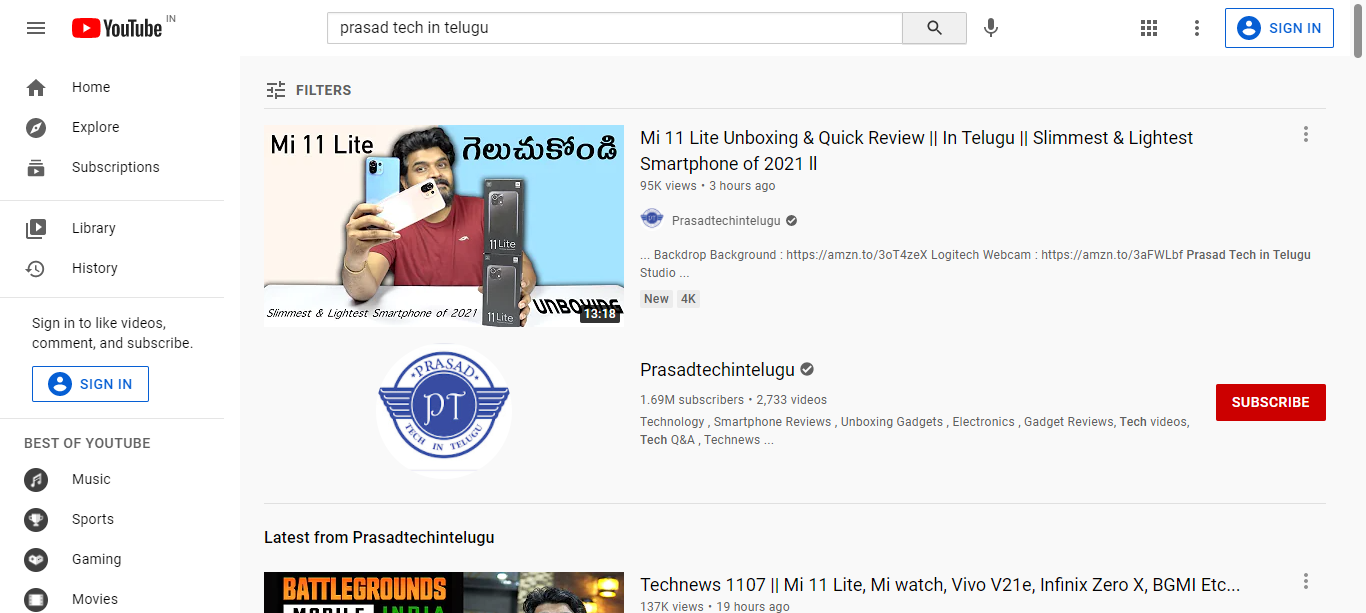 YouTube IN
prasad tech in telugu
SIGN IN
Home
Explore
Subscriptions
Library
History
Sign in to like videos,
comment, and subscribe.
SIGN IN
BEST OF YOUTUBE
Music
Sports
Gaming
Movies
FILTERS
Mi 11 Lite
గెలుచుకోండి
11 Lite
11 Lite
UNBOXING
Slimmest & Lightest Smartphone of 2021
13:18
Mi 11 Lite Unboxing & Quick Review || In Telugu || Slimmest & Lightest
Smartphone of 2021 ll
95K views • 3 hours ago
PT
Prasadtechintelugu
... Backdrop Background : https://amzn.to/3oT4zeX Logitech Webcam : https://amzn.to/3aFWLbf Prasad Tech in Telugu
Studio ...
New 4K
PRASAD
PT
TECH IN TELUGU
Prasadtechintelugu
1.69M subscribers • 2,733 videos
Technology , Smartphone Reviews , Unboxing Gadgets , Electronics , Gadget Reviews, Tech videos,
Tech Q&A , Technews ...
SUBSCRIBE
Latest from Prasadtechintelugu
BATTLEGROUNDS
MOBILE INDIA
Technews 1107 || Mi 11 Lite, Mi watch, Vivo V21e, Infinix Zero X, BGMI Etc...
137K views • 19 hours ago